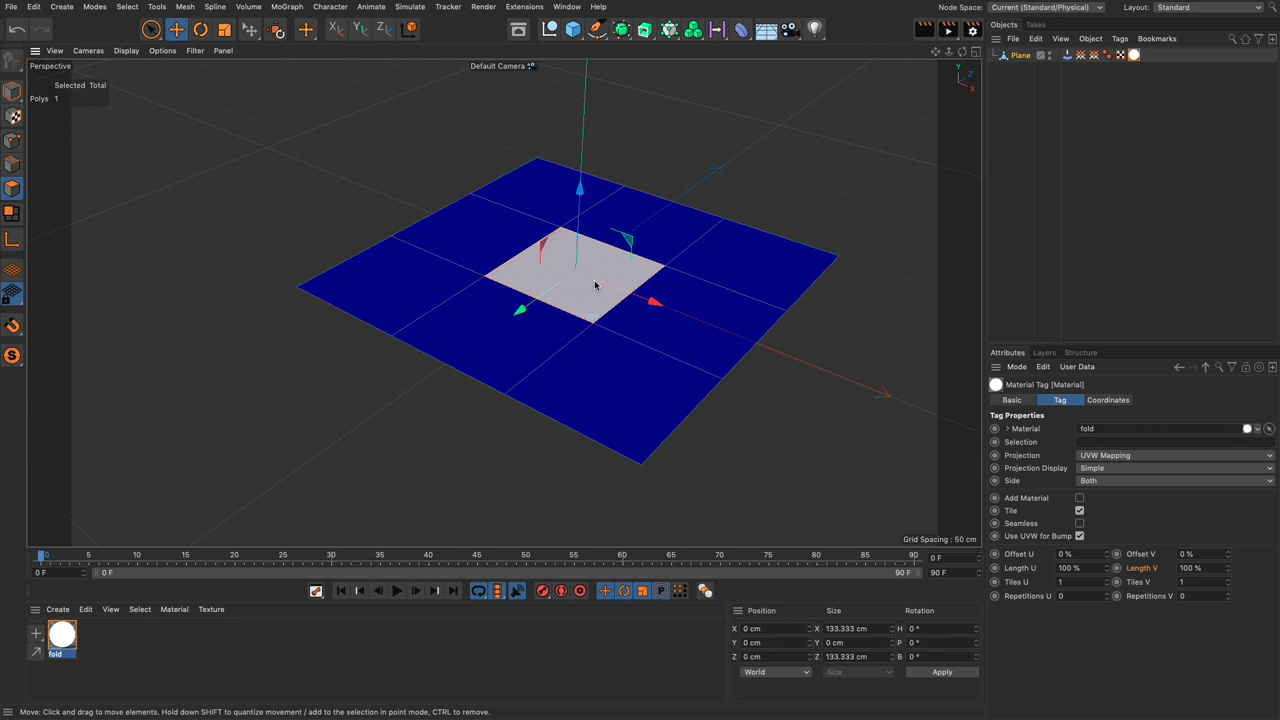 File Edit Create Modes Select Tools Mesh Spline Volume MoGraph Character Animate Simulate Tracker Render Extensions Window Help Node Space: Current (Standard/Physical) Layout: Standard
Objects Takes
File Edit View Object Tags Bookmarks
View Cameras Display Options Filter Panel
Plane
Perspective Default Camera
Y Z X
Selected Total
Polys 1
Attributes Layers Structure
Mode Edit User Data
Material Tag [Material]
Basic Tag Coordinates
Tag Properties
Material fold
Selection
Projection UVW Mapping
Projection Display Simple
Side Both
Add Material
Tile
Seamless
Use UVW for Bump
Grid Spacing : 50 cm
Offset U 0 % Offset V 0 %
Length U 100 % Length V 100 %
Tiles U 1 Tiles V 1
Repetitions U 0 Repetitions V 0
0 5 10 15 20 25 30 35 40 45 50 55 60 65 70 75 80 85 90 0 F
0 F 0 F 90 F 90 F
Create Edit View Select Material Texture
fold
Position Size Rotation
X 0 cm X 133.333 cm H 0 °
Y 0 cm Y 0 cm P 0 °
Z 0 cm Z 133.333 cm B 0 °
World Size Apply
Move: Click and drag to move elements. Hold down SHIFT to quantize movement / add to the selection in point mode, CTRL to remove.